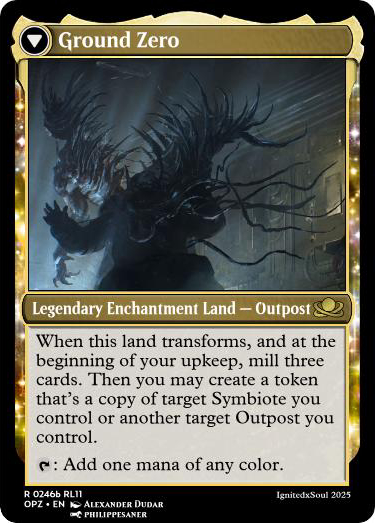 Ground Zero
Legendary Enchantment Land — Outpost
When this land transforms, and at the
beginning of your upkeep, mill three
cards. Then you may create a token
that's a copy of target Symbiote you
control or another target Outpost you
control.
: Add one mana of any color.
R 0246b RL11
OPZ • EN Alexander Dudar
philippesaner
IgnitedxSoul 2025